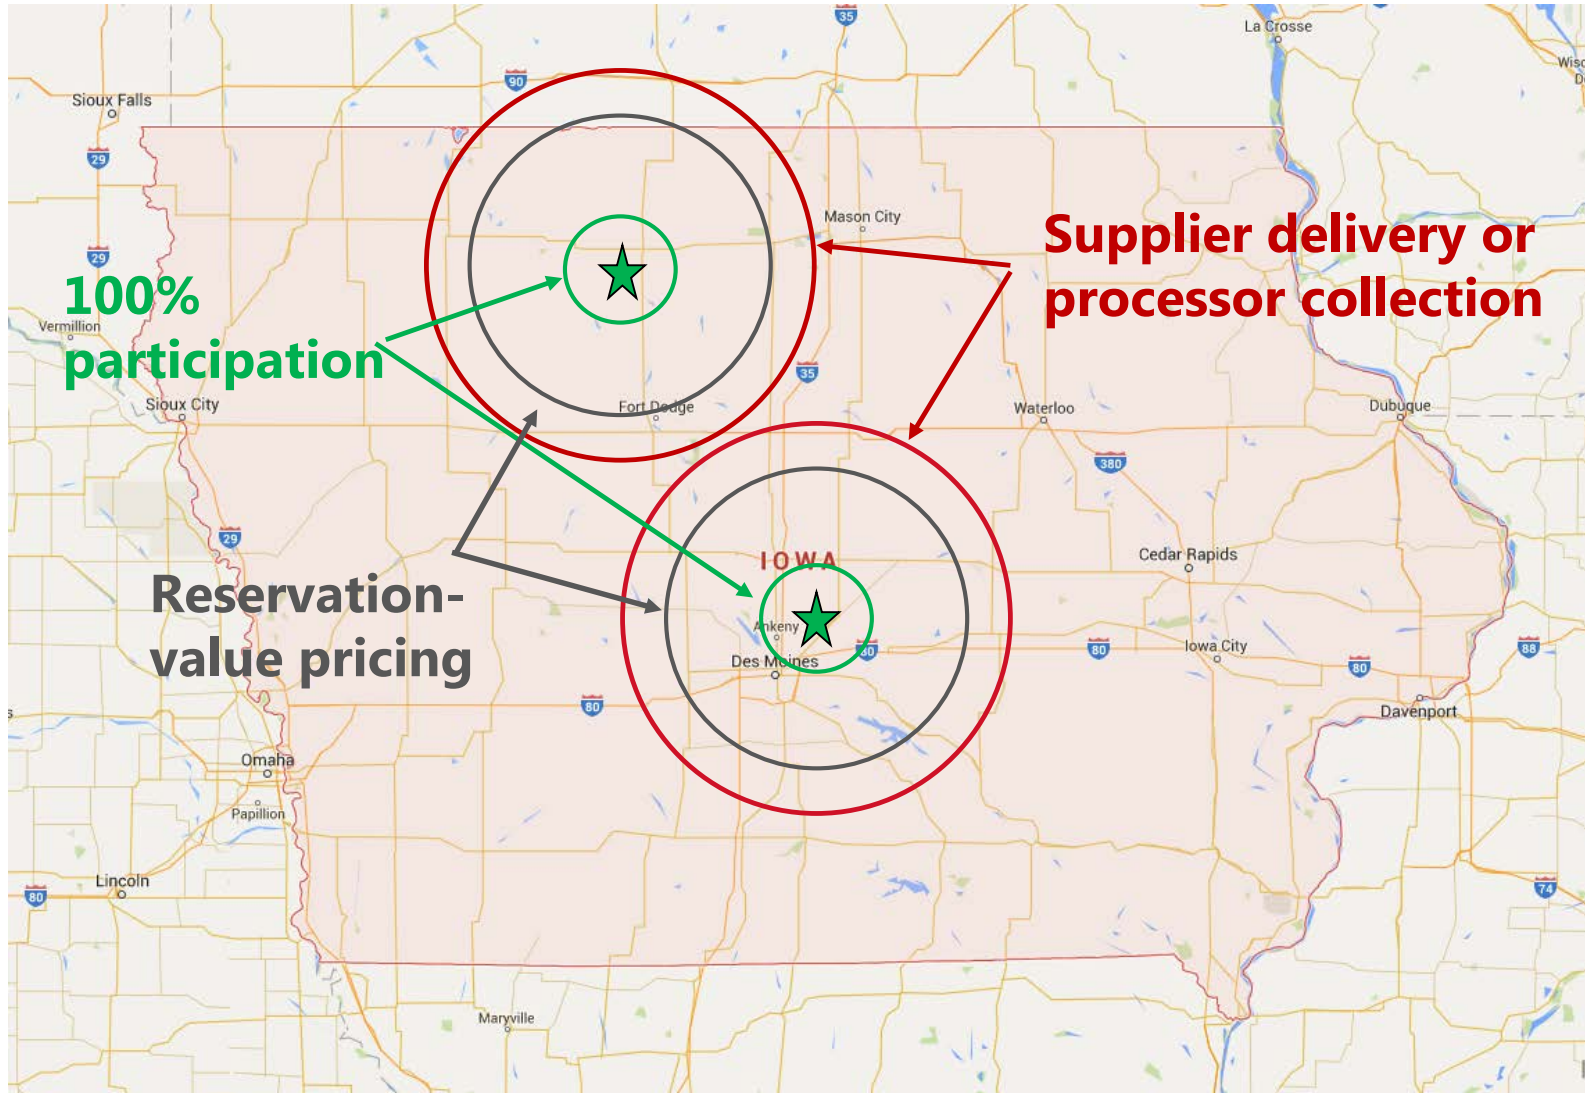 35
La Crosse
90
Sioux Falls
29
Mason City
Supplier delivery or
processor collection
29
100%
participation
Vermillion
35
Sioux City
Fort Dodge
Waterloo
Dubuque
380
29
IOWA
Cedar Rapids
Reservation-
value pricing
Ankeny
80
Des Moines
80
Iowa City
80
88
80
Davenport
Omaha
Papillion
Lincoln
80
74
Maryville